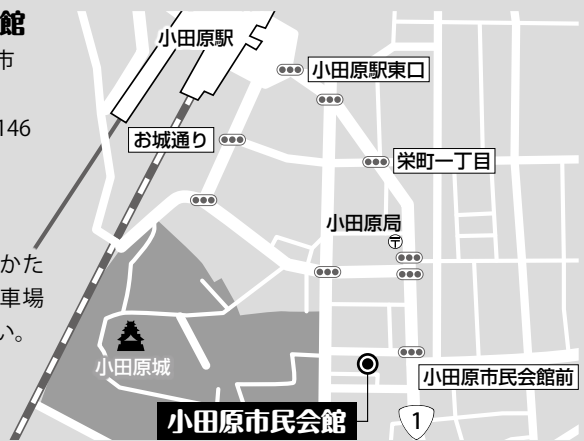 館
市
146
かた
車場
い。
小田原駅
小田原駅東口
お城通り
栄町一丁目
小田原局
〒
小田原城
小田原市民会館前
小田原市民会館
1